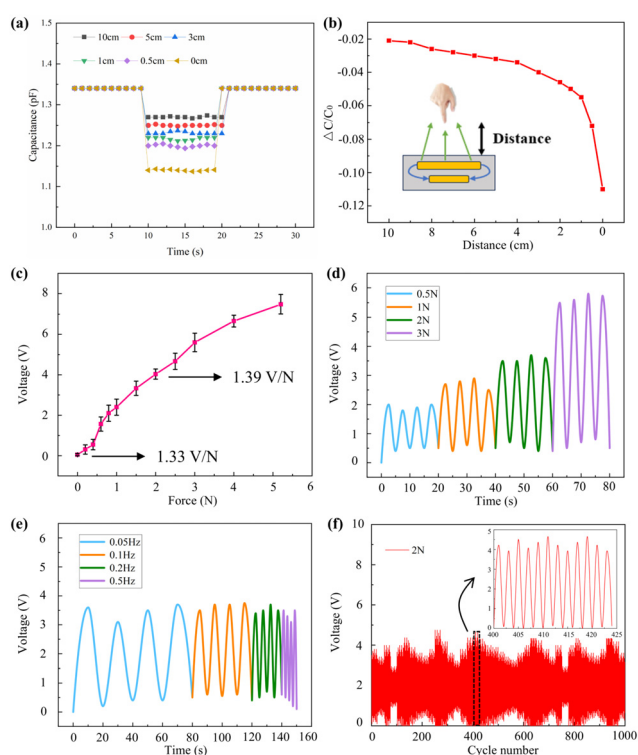 (a)
10cm 5cm 3cm
1cm 0.5cm 0cm
Capacitance (pF)
1.5
1.4
1.3
1.2
1.1
1.0
0 5 10 15 20 25 30
Time (s)
(b)
△C/C₀
-0.02
-0.04
-0.06
-0.08
-0.10
-0.12
Distance
10 8 6 4 2 0
Distance (cm)
(c)
Voltage (V)
8
6
4
2
0
1.39 V/N
1.33 V/N
0 1 2 3 4 5 6
Force (N)
(d)
0.5N
1N
2N
3N
Voltage (V)
6
5
4
3
2
1
0
0 10 20 30 40 50 60 70 80
Time (s)
(e)
0.05Hz
0.1Hz
0.2Hz
0.5Hz
Voltage (V)
5
4
3
2
1
0
0 20 40 60 80 100 120 140 160
Time (s)
(f)
2N
Voltage (V)
10
8
6
4
2
0
5
4
3
2
1
0
400 405 410 415 420 425
0 200 400 600 800 1000
Cycle number